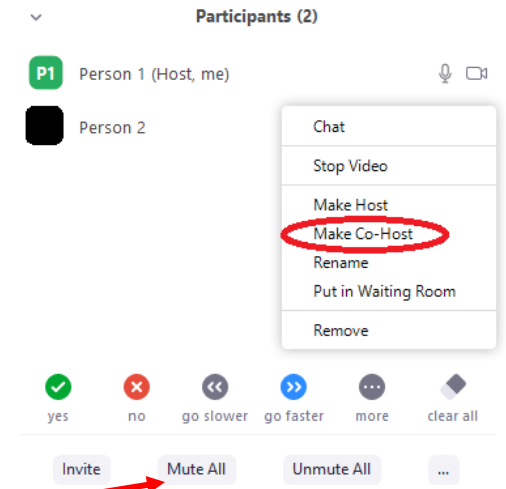 Participants (2)
P1 Person 1 (Host, me)
Person 2
Chat
Stop Video
Make Host
Make Co-Host
Rename
Put in Waiting Room
Remove
yes no go slower go faster more clear all
Invite Mute All Unmute All ...